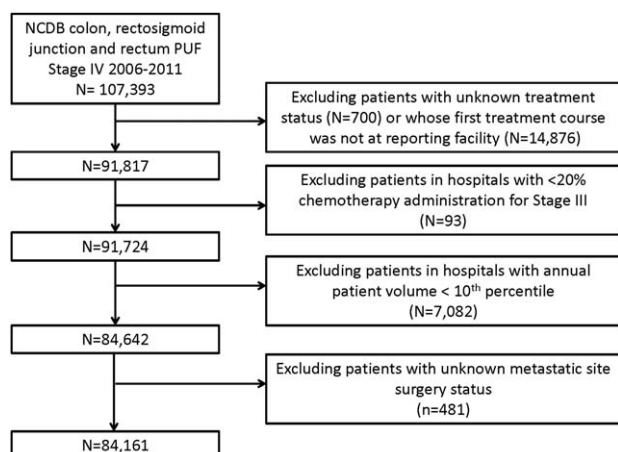 NCDB colon, rectosigmoid
junction and rectum PUF
Stage IV 2006-2011
N= 107,393
Excluding patients with unknown treatment
status (N=700) or whose first treatment course
was not at reporting facility (N=14,876)
N=91,817
Excluding patients in hospitals with <20%
chemotherapy administration for Stage III
(N=93)
N=91,724
Excluding patients in hospitals with annual
patient volume < 10th percentile
(N=7,082)
N=84,642
Excluding patients with unknown metastatic site
surgery status
(n=481)
N=84,161